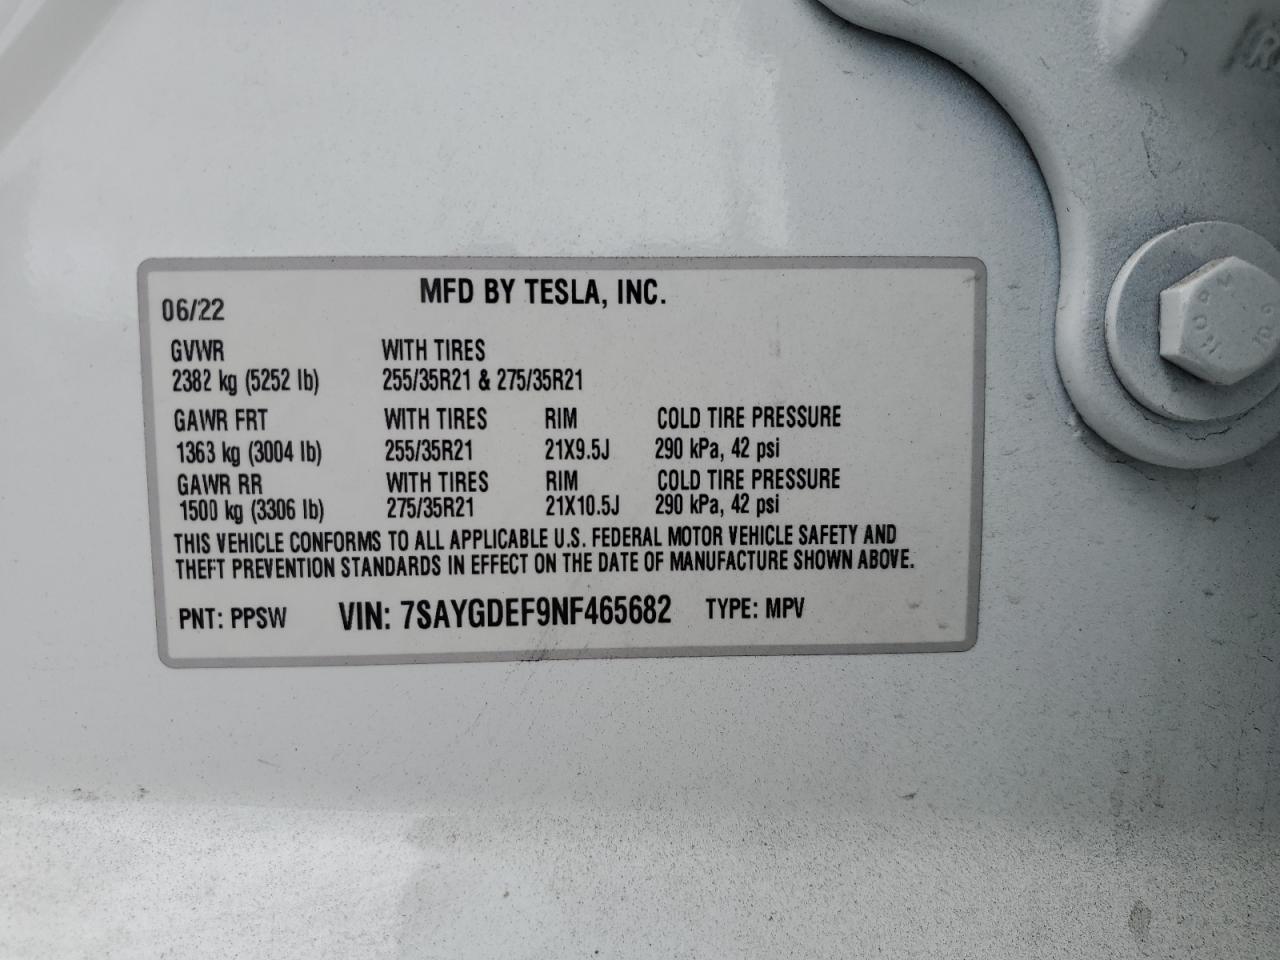 MFD BY TESLA, INC.
06/22
GVWR WITH TIRES
2382 kg (5252 lb) 255/35R21 & 275/35R21
GAWR FRT WITH TIRES RIM COLD TIRE PRESSURE
1363 kg (3004 lb) 255/35R21 21X9.5J 290 kPa, 42 psi
GAWR RR WITH TIRES RIM COLD TIRE PRESSURE
1500 kg (3306 lb) 275/35R21 21X10.5J 290 kPa, 42 psi
THIS VEHICLE CONFORMS TO ALL APPLICABLE U.S. FEDERAL MOTOR VEHICLE SAFETY AND
THEFT PREVENTION STANDARDS IN EFFECT ON THE DATE OF MANUFACTURE SHOWN ABOVE.
PNT: PPSW VIN: 7SAYGDEF9NF465682 TYPE: MPV
10.9